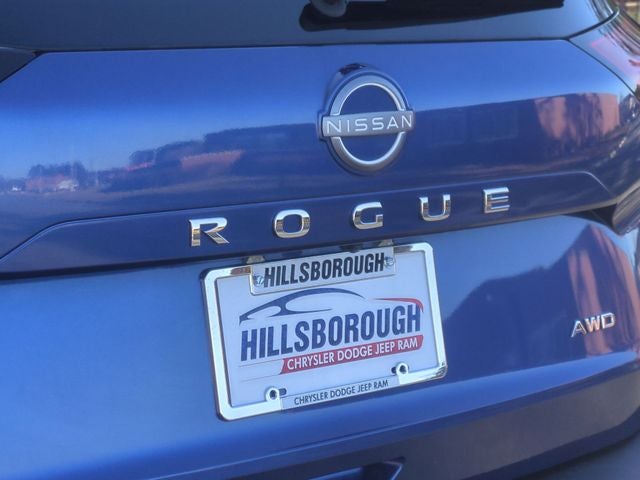 NISSAN
ROGUE
HILLSBOROUGH
HILLSBOROUGH
CHRYSLER DODGE JEEP RAM
CHRYSLER DODGE JEEP RAM
AWD